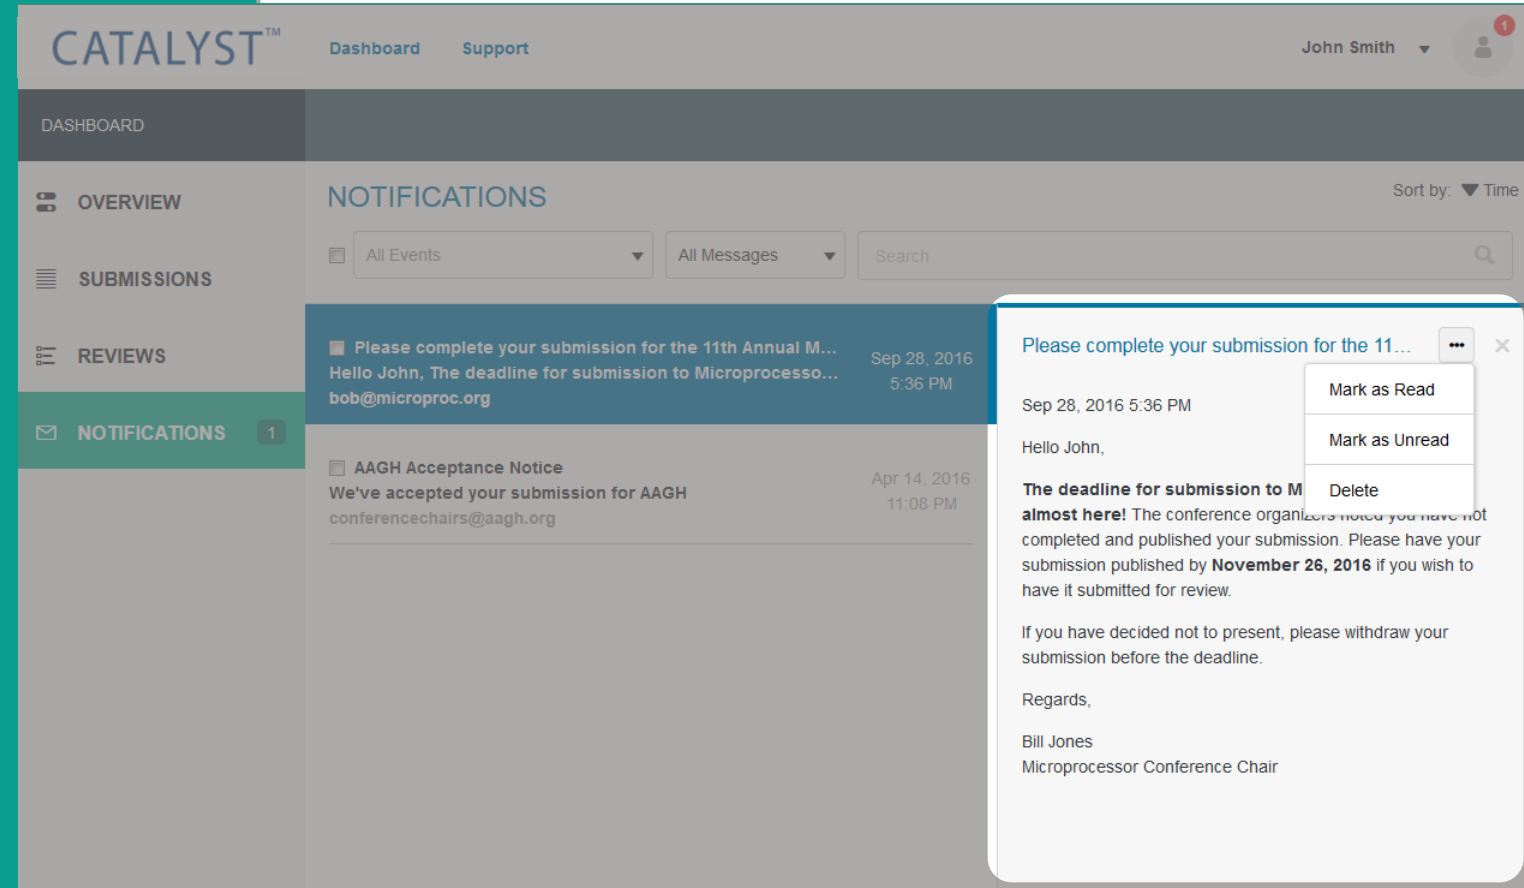 CATALYST™
Dashboard
Support
John Smith
1
DASHBOARD
OVERVIEW
SUBMISSIONS
REVIEWS
NOTIFICATIONS 1
NOTIFICATIONS
Sort by: Time
All Events
All Messages
Search
Please complete your submission for the 11th Annual M...
Hello John, The deadline for submission to Microprocesso...
bob@microproc.org
Sep 28, 2016
5:36 PM
AAGH Acceptance Notice
We've accepted your submission for AAGH
conferencechairs@aagh.org
Apr 14, 2016
11:08 PM
Please complete your submission for the 11...
Mark as Read
Mark as Unread
Delete
Sep 28, 2016 5:36 PM
Hello John,
The deadline for submission to M
almost here! The conference organizers noted you have not
completed and published your submission. Please have your
submission published by November 26, 2016 if you wish to
have it submitted for review.
If you have decided not to present, please withdraw your
submission before the deadline.
Regards,
Bill Jones
Microprocessor Conference Chair